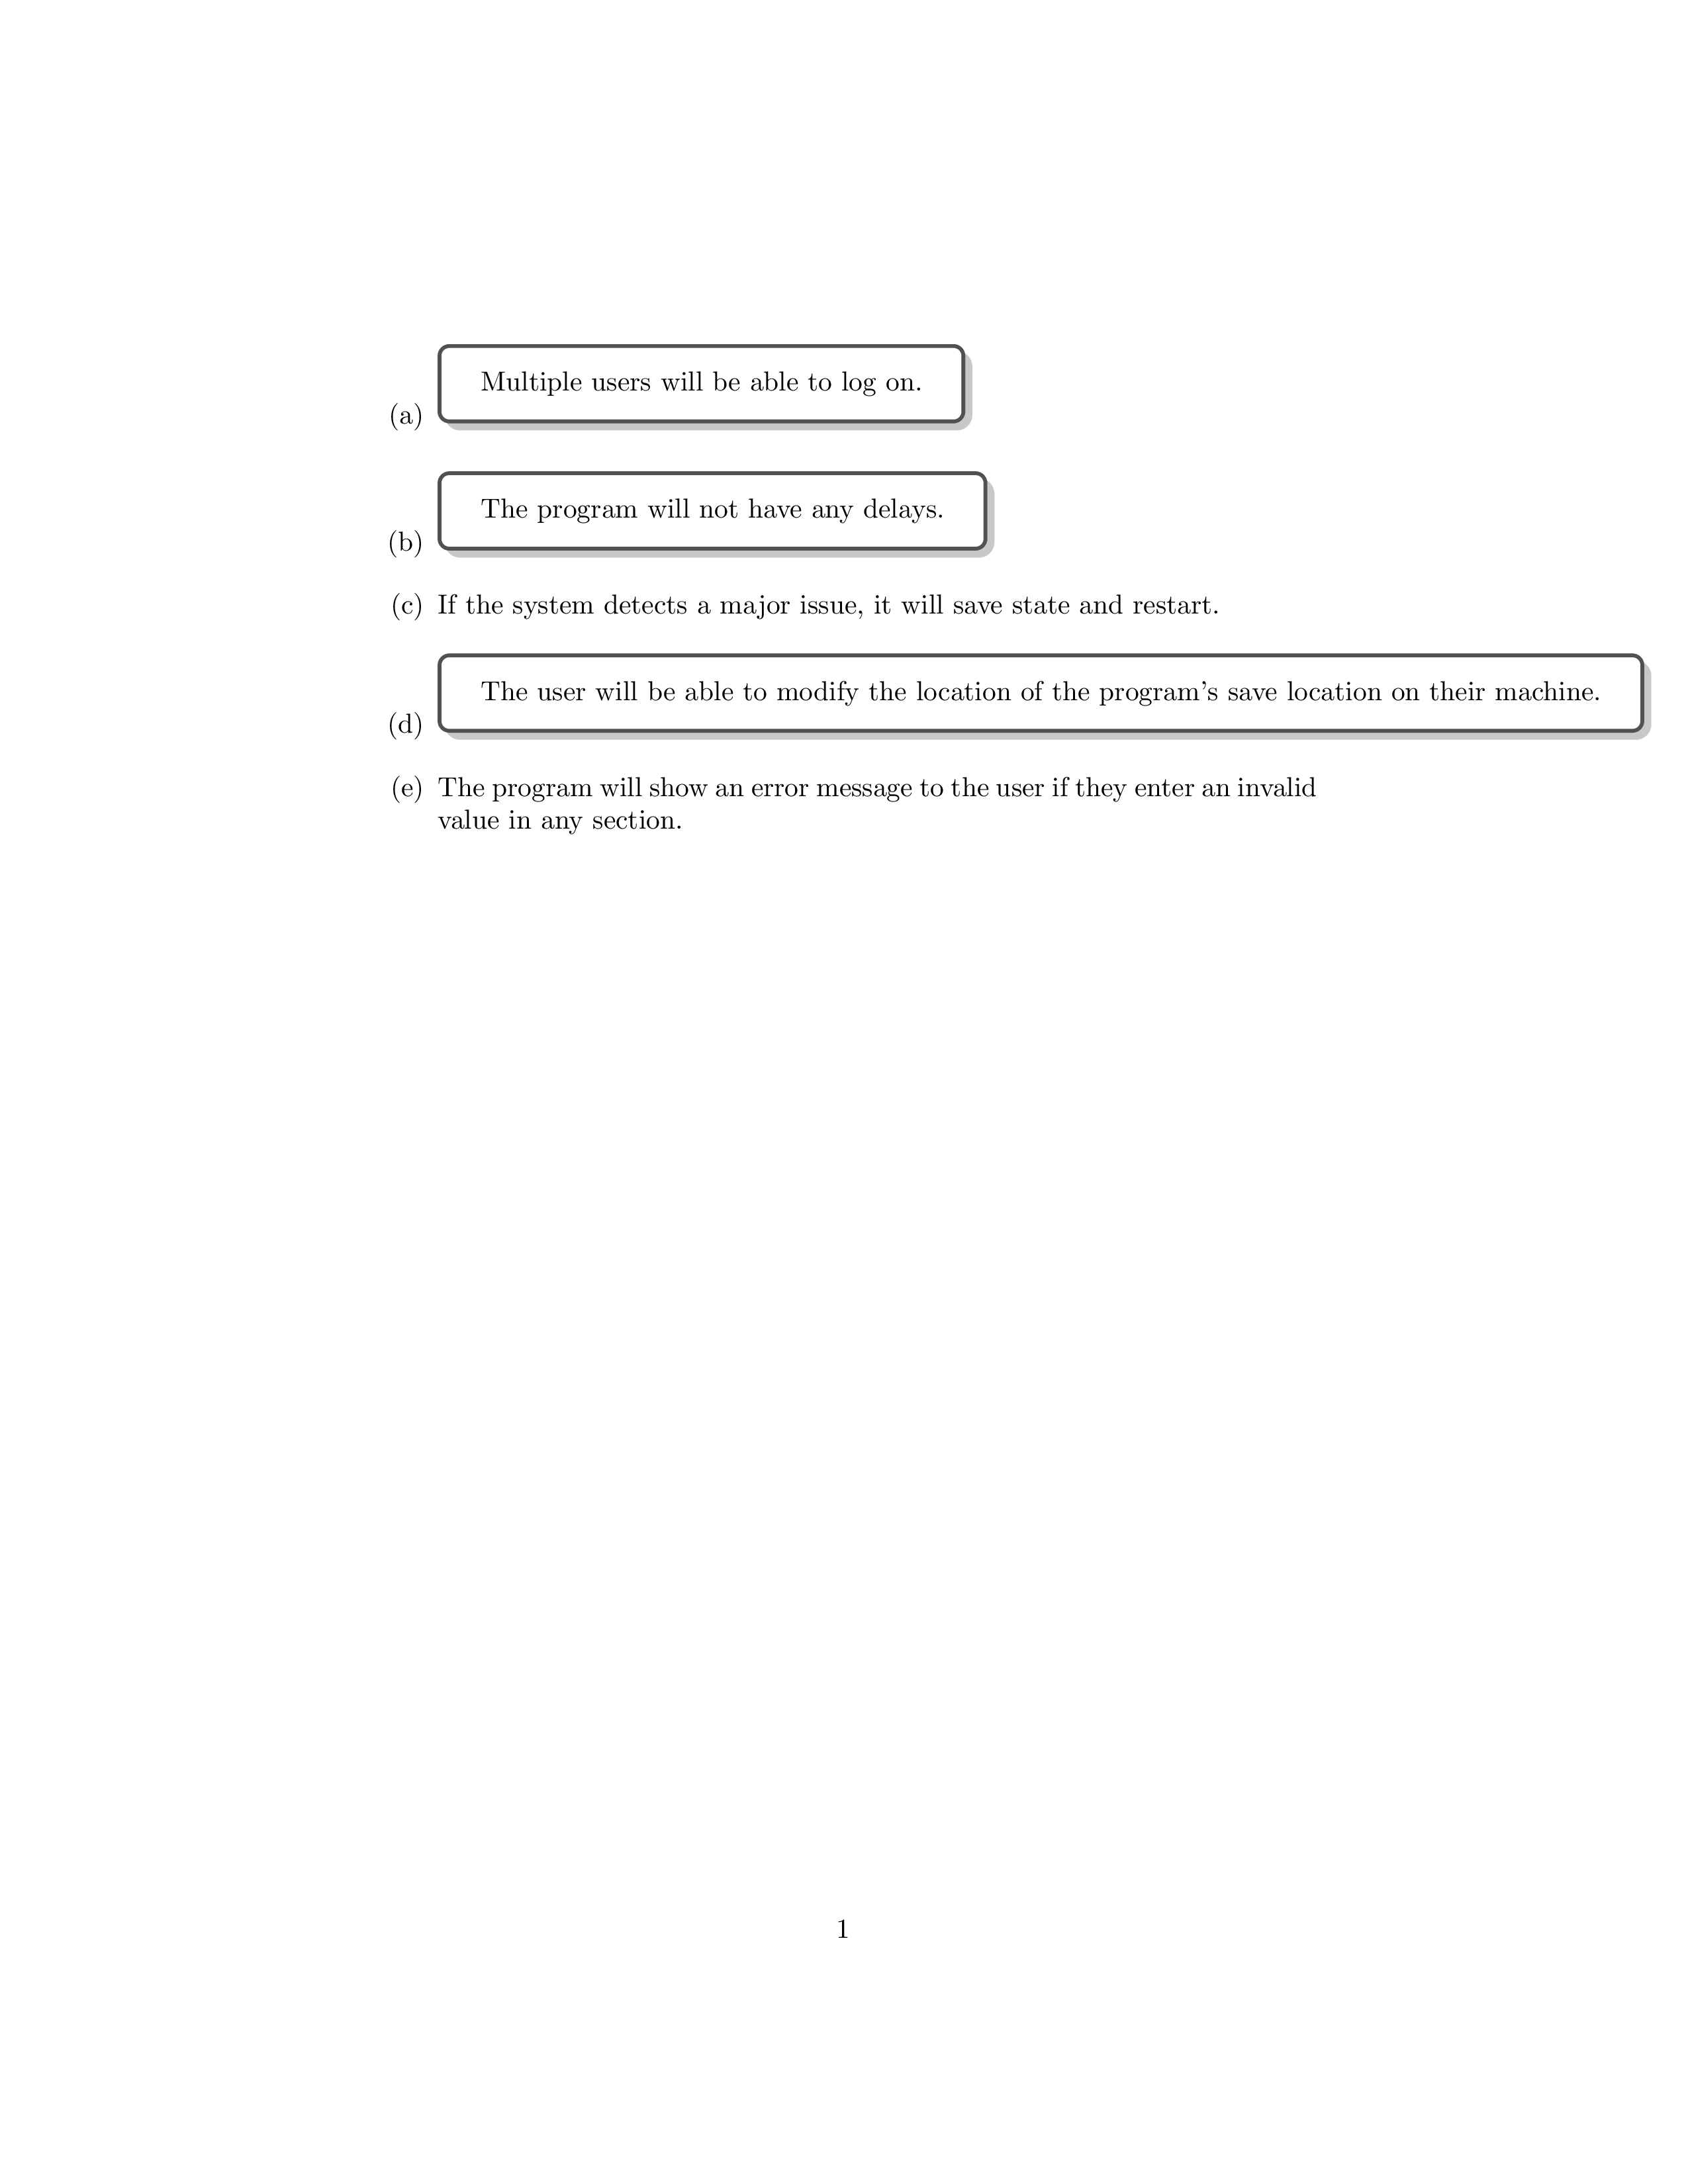 (a) Multiple users will be able to log on.
(b) The program will not have any delays.
(c) If the system detects a major issue, it will save state and restart.
(d) The user will be able to modify the location of the program's save location on their machine.
(e) The program will show an error message to the user if they enter an invalid
value in any section.
1